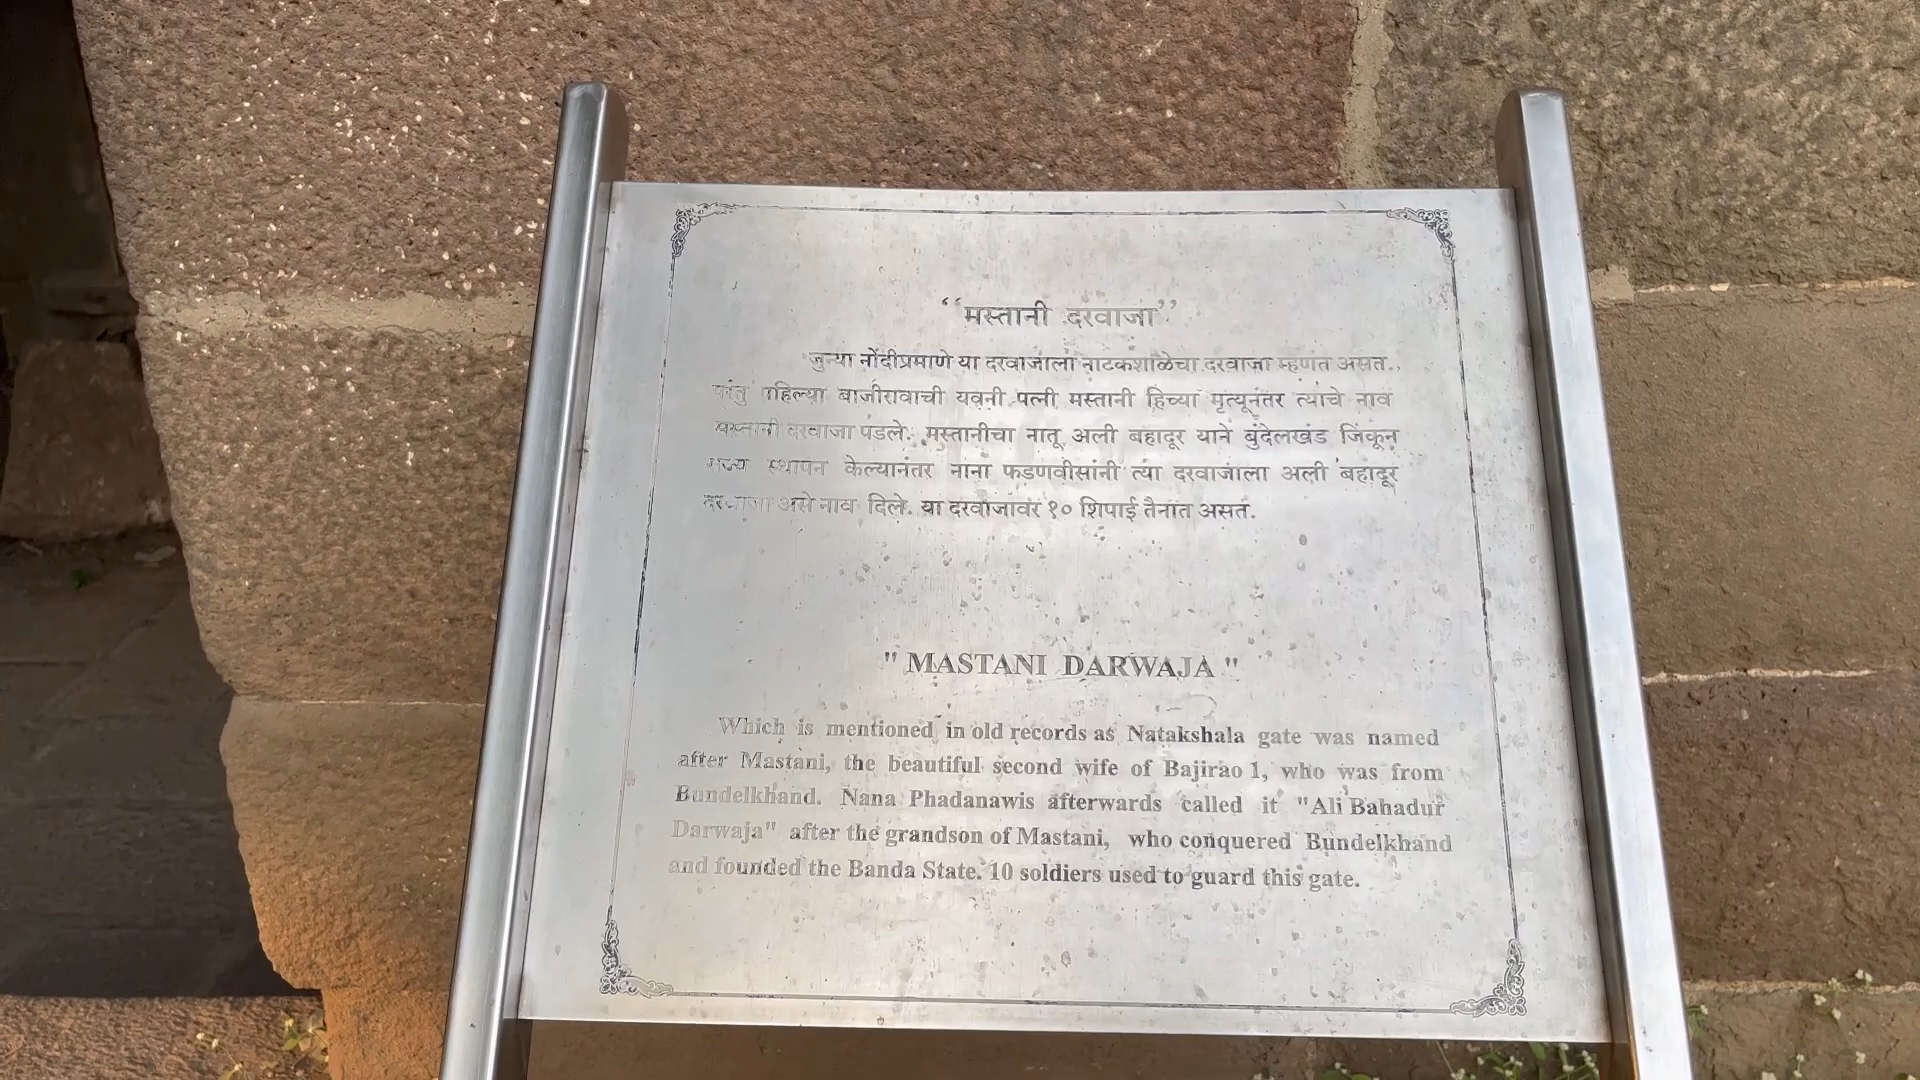 “मस्तानी दरवाजा”
जुन्या नोंदीप्रमाणे या दरवाजाला नाटकशाळेचा दरवाजा म्हणत असत.
परंतु पहिल्या बाजीरावाची यवनी पत्नी मस्तानी हिच्या मृत्यूनंतर त्याचे नाव
मस्तानी दरवाजा पडले. मस्तानीचा नातू अली बहादूर याने बुंदेलखंड जिंकून
राज्य स्थापन केल्यानंतर नाना फडणवीसांनी त्या दरवाजाला अली बहादूर
दरवाजा असे नाव दिले. या दरवाजावर १० शिपाई तैनात असत.
" MASTANI DARWAJA "
Which is mentioned in old records as Natakshala gate was named
after Mastani, the beautiful second wife of Bajirao 1, who was from
Bundelkhand. Nana Phadanawis afterwards called it "Ali Bahadur
Darwaja" after the grandson of Mastani, who conquered Bundelkhand
and founded the Banda State. 10 soldiers used to guard this gate.